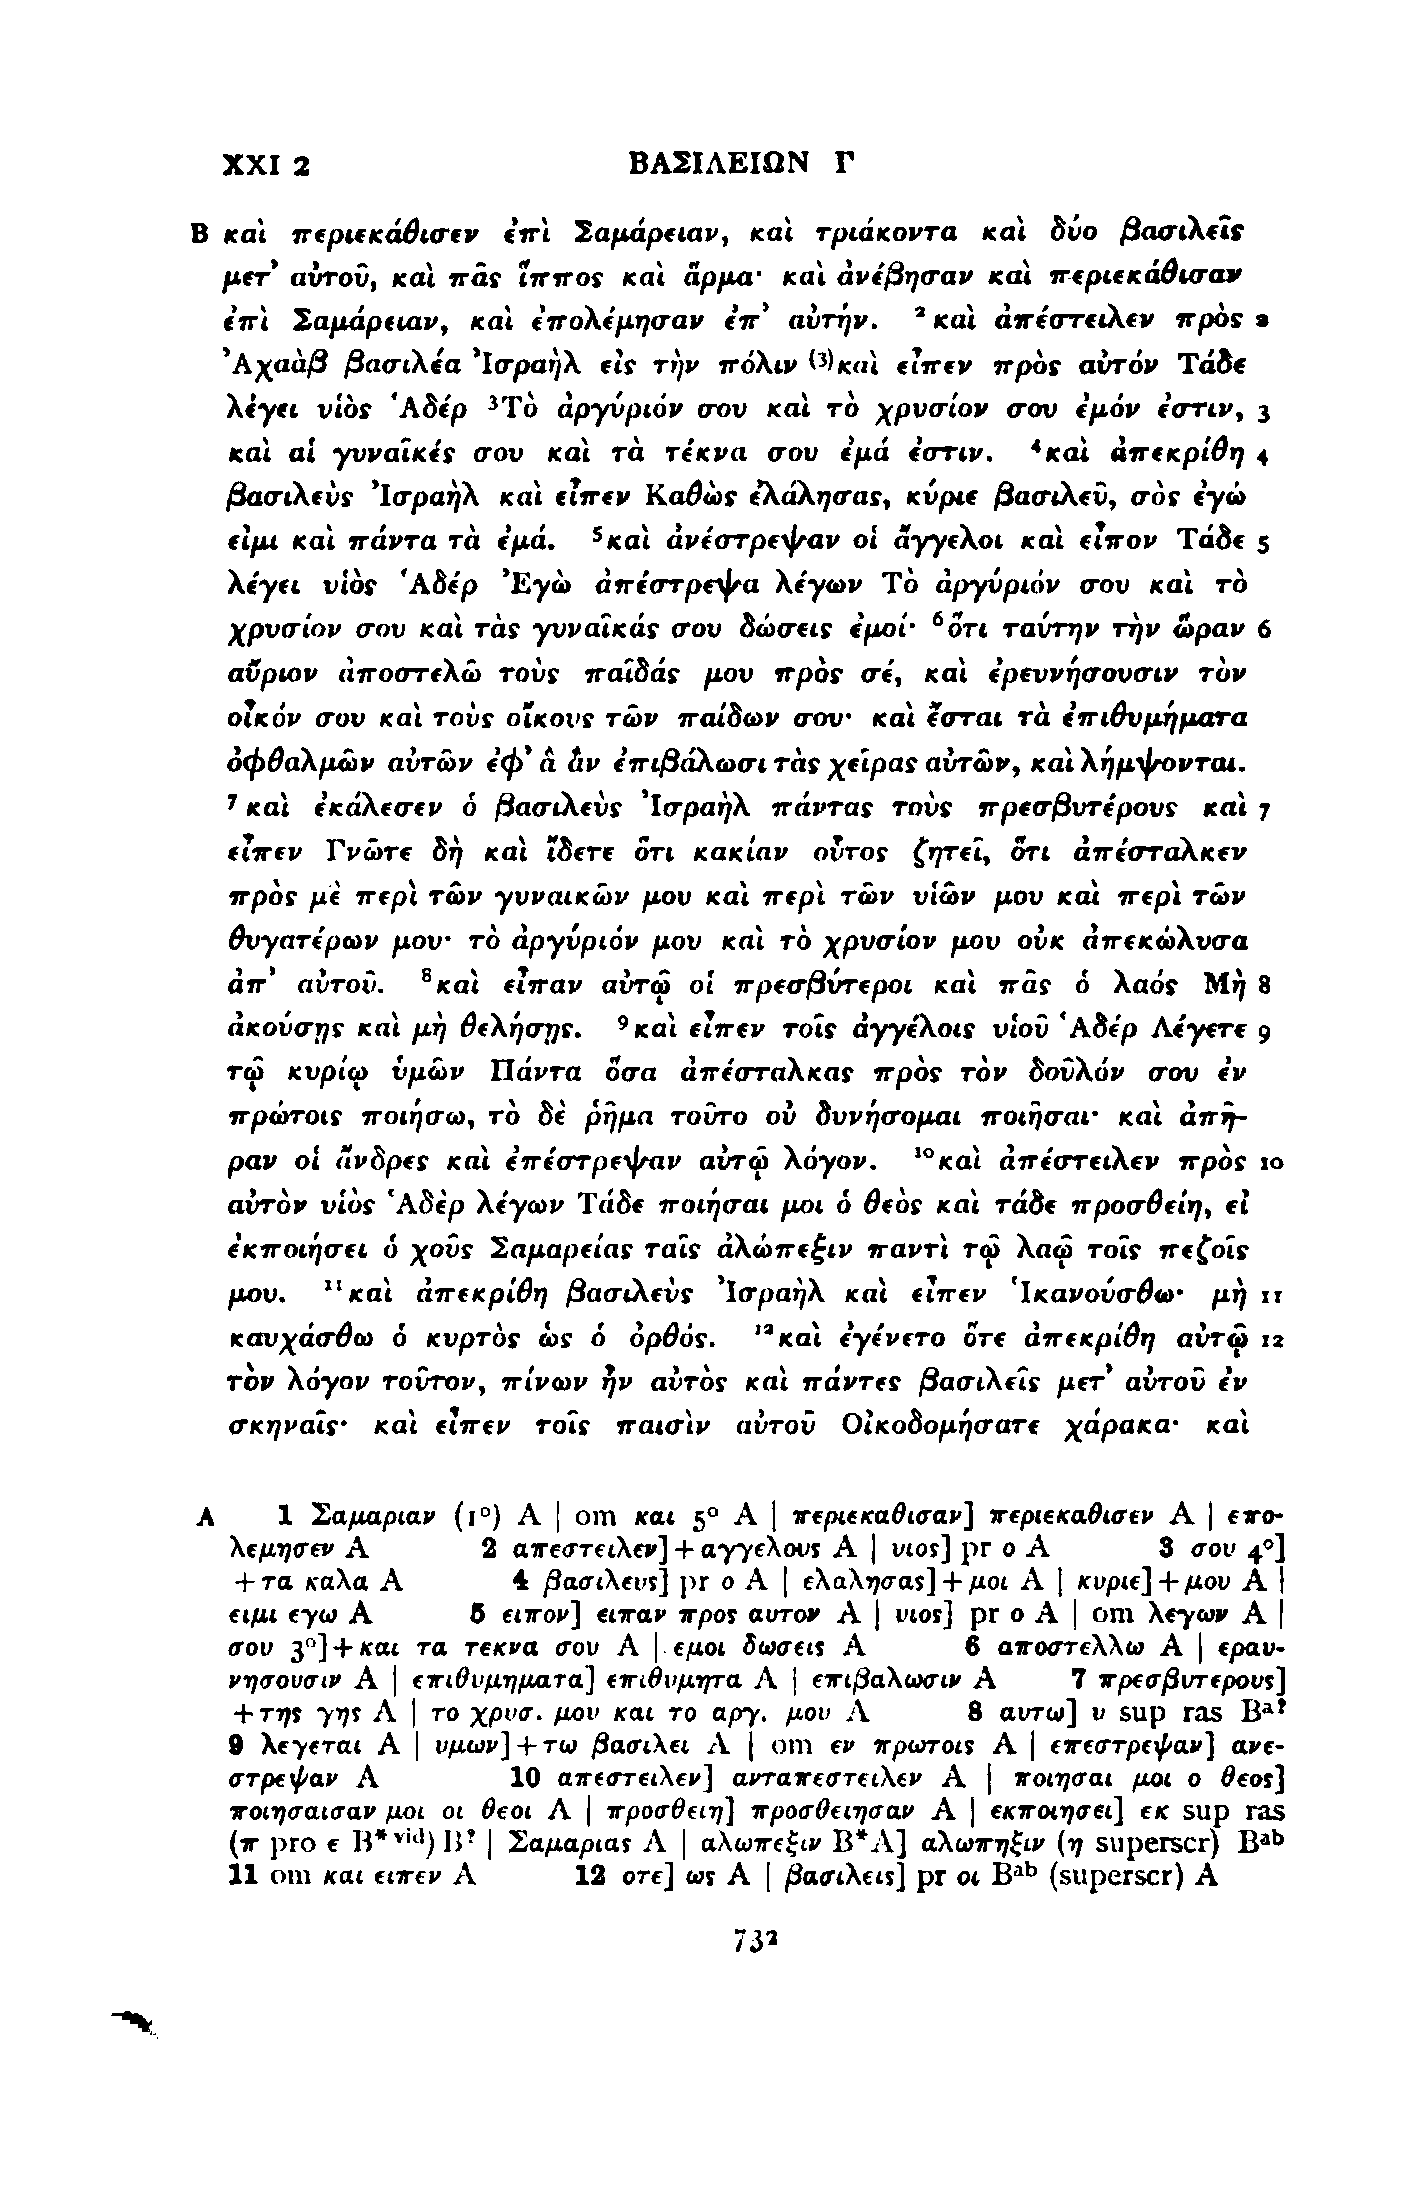 XXI 2 ΒΑΣΙΛΕΙΩΝ Γ
B καὶ περιεκάθισεν ἐπὶ Σαμάρειαν, καὶ τριάκοντα καὶ δύο βασιλεῖς
μετ’ αὐτοῦ, καὶ πᾶς ἵππος καὶ ἅρμα· καὶ ἀνέβησαν καὶ περιεκάθισαν
ἐπὶ Σαμάρειαν, καὶ ἐπολέμησαν ἐπ’ αὐτήν. ²καὶ ἀπέστειλεν πρὸς 2
Ἀχαὰβ βασιλέα Ἰσραὴλ εἰς τὴν πόλιν ⁽³⁾καὶ εἶπεν πρὸς αὐτόν Τάδε
λέγει υἱὸς Ἁδέρ ³Τὸ ἀργύριόν σου καὶ τὸ χρυσίον σου ἐμόν ἐστιν, 3
καὶ αἱ γυναῖκές σου καὶ τὰ τέκνα σου ἐμά ἐστιν. ⁴καὶ ἀπεκρίθη 4
βασιλεὺς Ἰσραὴλ καὶ εἶπεν Καθὼς ἐλάλησας, κύριε βασιλεῦ, σὸς ἐγώ
εἰμι καὶ πάντα τὰ ἐμά. ⁵καὶ ἀνέστρεψαν οἱ ἄγγελοι καὶ εἶπον Τάδε 5
λέγει υἱὸς Ἁδέρ Ἐγὼ ἀπέστρεψα λέγων Τὸ ἀργύριόν σου καὶ τὸ
χρυσίον σου καὶ τὰς γυναῖκάς σου δώσεις ἐμοί· ⁶ὅτι ταύτην τὴν ὥραν 6
αὔριον ἀποστελῶ τοὺς παῖδάς μου πρὸς σέ, καὶ ἐρευνήσουσιν τὸν
οἶκόν σου καὶ τοὺς οἴκους τῶν παίδων σου· καὶ ἔσται τὰ ἐπιθυμήματα
ὀφθαλμῶν αὐτῶν ἐφ’ ἃ ἂν ἐπιβάλωσι τὰς χεῖρας αὐτῶν, καὶ λήμψονται.
⁷καὶ ἐκάλεσεν ὁ βασιλεὺς Ἰσραὴλ πάντας τοὺς πρεσβυτέρους καὶ 7
εἶπεν Γνῶτε δὴ καὶ ἴδετε ὅτι κακίαν οὗτος ζητεῖ, ὅτι ἀπέσταλκεν
πρὸς μὲ περὶ τῶν γυναικῶν μου καὶ περὶ τῶν υἱῶν μου καὶ περὶ τῶν
θυγατέρων μου· τὸ ἀργύριόν μου καὶ τὸ χρυσίον μου οὐκ ἀπεκώλυσα
ἀπ’ αὐτοῦ. ⁸καὶ εἶπαν αὐτῷ οἱ πρεσβύτεροι καὶ πᾶς ὁ λαός Μὴ 8
ἀκούσῃς καὶ μὴ θελήσῃς. ⁹καὶ εἶπεν τοῖς ἀγγέλοις υἱοῦ Ἁδέρ Λέγετε 9
τῷ κυρίῳ ὑμῶν Πάντα ὅσα ἀπέσταλκας πρὸς τὸν δοῦλόν σου ἐν
πρώτοις ποιήσω, τὸ δὲ ῥῆμα τοῦτο οὐ δυνήσομαι ποιῆσαι· καὶ ἀπῆ-
ραν οἱ ἄνδρες καὶ ἐπέστρεψαν αὐτῷ λόγον. ¹⁰καὶ ἀπέστειλεν πρὸς 10
αὐτὸν υἱὸς Ἁδὲρ λέγων Τάδε ποιήσαι μοι ὁ θεὸς καὶ τάδε προσθείη, εἰ
ἐκποιήσει ὁ χοῦς Σαμαρείας ταῖς ἀλώπεξιν παντὶ τῷ λαῷ τοῖς πεζοῖς
μου. ¹¹καὶ ἀπεκρίθη βασιλεὺς Ἰσραὴλ καὶ εἶπεν Ἱκανούσθω· μὴ 11
καυχάσθω ὁ κυρτὸς ὡς ὁ ὀρθός. ¹²καὶ ἐγένετο ὅτε ἀπεκρίθη αὐτῷ 12
τὸν λόγον τοῦτον, πίνων ἦν αὐτὸς καὶ πάντες βασιλεῖς μετ’ αὐτοῦ ἐν
σκηναῖς· καὶ εἶπεν τοῖς παισὶν αὐτοῦ Οἰκοδομήσατε χάρακα· καὶ
A 1 Σαμαριαν (1°) A | om και 5° A | περιεκαθισαν] περιεκαθισεν A | επο-
λεμησεν A 2 απεστειλεν]+αγγελους A | υιος] pr ο A 3 σου 4°]
+τα καλα A 4 βασιλευς] pr ο A | ελαλησας]+μοι A | κυριε]+μου A |
ειμι εγω A 5 ειπον] ειπαν προς αυτον A | υιος] pr ο A | om λεγων A |
σου 3°]+και τα τεκνα σου A | εμοι δωσεις A 6 αποστελλω A | εραυ-
νησουσιν A | επιθυμηματα] επιθυμητα A | επιβαλωσιν A 7 πρεσβυτερους]
+της γης A | το χρυσ. μου και το αργ. μου A 8 αυτω] υ sup ras Bᵃ?
9 λεγεται A | υμων]+τω βασιλει A | om εν πρωτοις A | επεστρεψαν] ανε-
στρεψαν A 10 απεστειλεν] ανταπεστειλεν A | ποιησαι μοι ο θεος]
ποιησαισαν μοι οι θεοι A | προσθειη] προσθειησαν A | εκποιησει] εκ sup ras
(π pro ε B*ᵛⁱᵈ) B? | Σαμαριας A | αλωπεξιν B*A] αλωπηξιν (η superscr) Bᵃᵇ
11 om και ειπεν A 12 οτε] ως A | βασιλεις] pr οι Bᵃᵇ (superscr) A
732